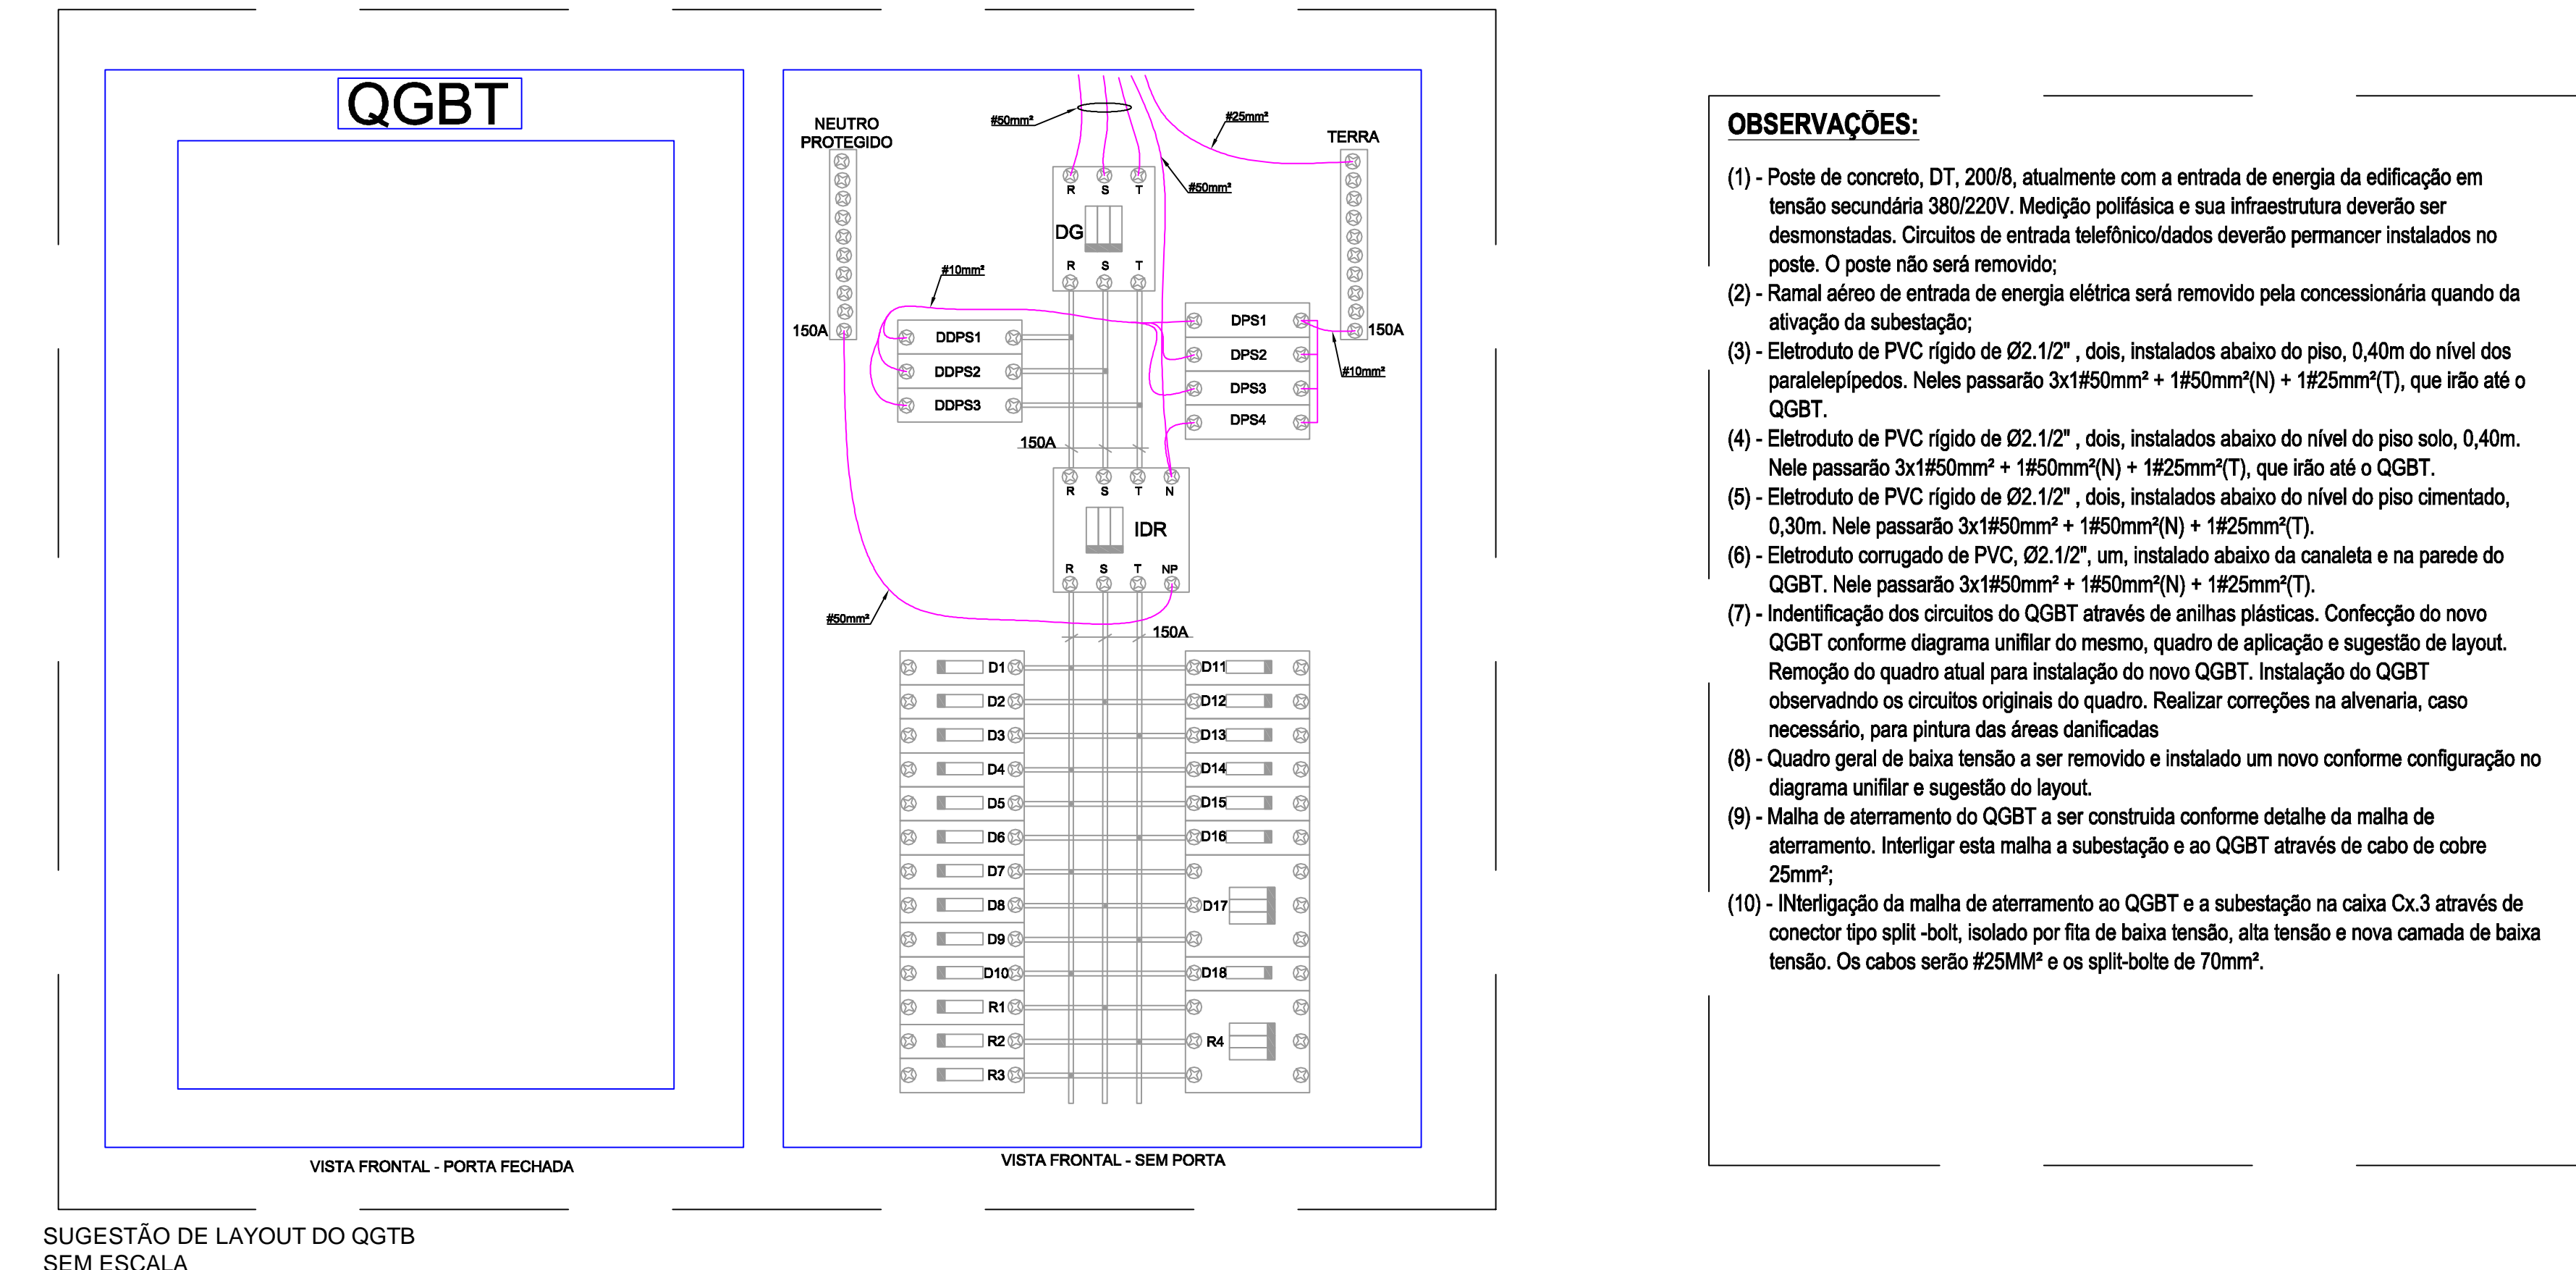 QGBT
VISTA FRONTAL - PORTA FECHADA
NEUTRO
PROTEGIDO
#50mm²
#25mm²
TERRA
#50mm²
R S T
DG
R S T
#10mm²
150A
150A
DDPS1
DDPS2
DDPS3
DPS1
DPS2
DPS3
DPS4
#10mm²
150A
R S T N
IDR
R S T NP
#50mm²
150A
D1
D2
D3
D4
D5
D6
D7
D8
D9
D10
R1
R2
R3
D11
D12
D13
D14
D15
D16
D17
D18
R4
VISTA FRONTAL - SEM PORTA
SUGESTÃO DE LAYOUT DO QGTB
SEM ESCALA
OBSERVAÇÕES:
(1) - Poste de concreto, DT, 200/8, atualmente com a entrada de energia da edificação em
tensão secundária 380/220V. Medição polifásica e sua infraestrutura deverão ser
desmonstadas. Circuitos de entrada telefônico/dados deverão permancer instalados no
poste. O poste não será removido;
(2) - Ramal aéreo de entrada de energia elétrica será removido pela concessionária quando da
ativação da subestação;
(3) - Eletroduto de PVC rígido de Ø2.1/2" , dois, instalados abaixo do piso, 0,40m do nível dos
paralelepípedos. Neles passarão 3x1#50mm² + 1#50mm²(N) + 1#25mm²(T), que irão até o
QGBT.
(4) - Eletroduto de PVC rígido de Ø2.1/2" , dois, instalados abaixo do nível do piso solo, 0,40m.
Nele passarão 3x1#50mm² + 1#50mm²(N) + 1#25mm²(T), que irão até o QGBT.
(5) - Eletroduto de PVC rígido de Ø2.1/2" , dois, instalados abaixo do nível do piso cimentado,
0,30m. Nele passarão 3x1#50mm² + 1#50mm²(N) + 1#25mm²(T).
(6) - Eletroduto corrugado de PVC, Ø2.1/2", um, instalado abaixo da canaleta e na parede do
QGBT. Nele passarão 3x1#50mm² + 1#50mm²(N) + 1#25mm²(T).
(7) - Indentificação dos circuitos do QGBT através de anilhas plásticas. Confecção do novo
QGBT conforme diagrama unifilar do mesmo, quadro de aplicação e sugestão de layout.
Remoção do quadro atual para instalação do novo QGBT. Instalação do QGBT
observadndo os circuitos originais do quadro. Realizar correções na alvenaria, caso
necessário, para pintura das áreas danificadas
(8) - Quadro geral de baixa tensão a ser removido e instalado um novo conforme configuração no
diagrama unifilar e sugestão do layout.
(9) - Malha de aterramento do QGBT a ser construida conforme detalhe da malha de
aterramento. Interligar esta malha a subestação e ao QGBT através de cabo de cobre
25mm²;
(10) - INterligação da malha de aterramento ao QGBT e a subestação na caixa Cx.3 através de
conector tipo split -bolt, isolado por fita de baixa tensão, alta tensão e nova camada de baixa
tensão. Os cabos serão #25MM² e os split-bolte de 70mm².